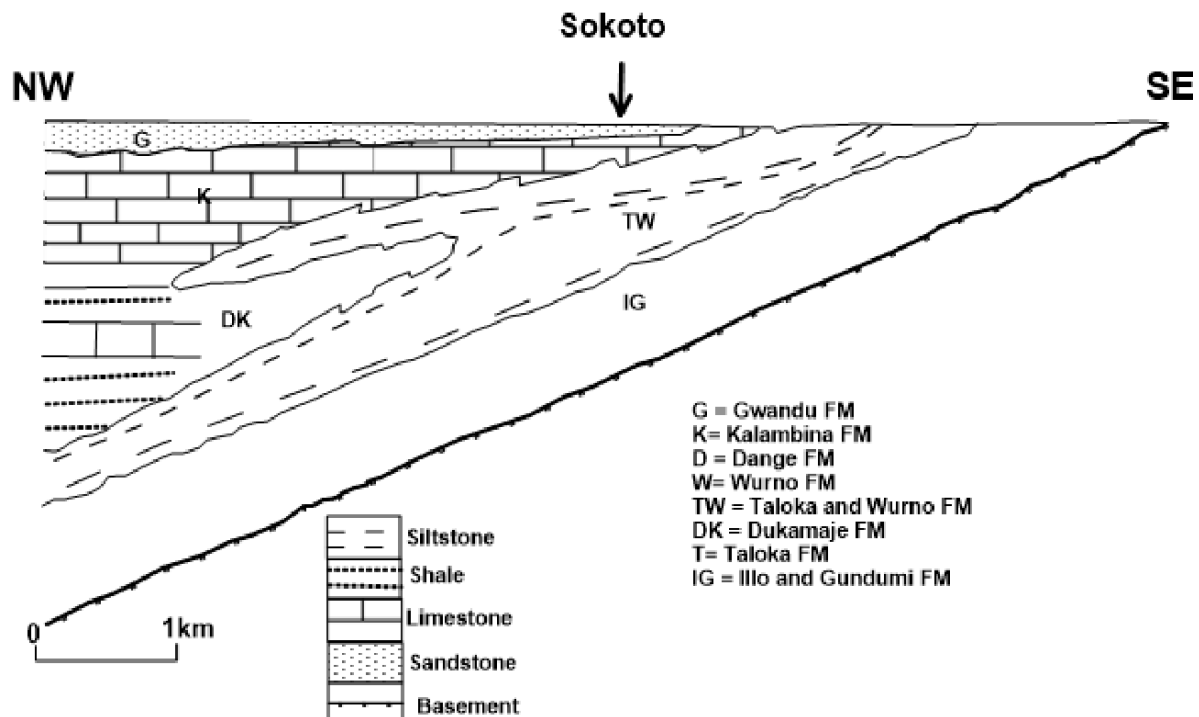 Sokoto
NW
SE
G
K
TW
DK
IG
G = Gwandu FM
K= Kalambina FM
D = Dange FM
W= Wurno FM
TW = Taloka and Wurno FM
DK = Dukamaje FM
T= Taloka FM
IG = Illo and Gundumi FM
Siltstone
Shale
Limestone
Sandstone
Basement
0 1km